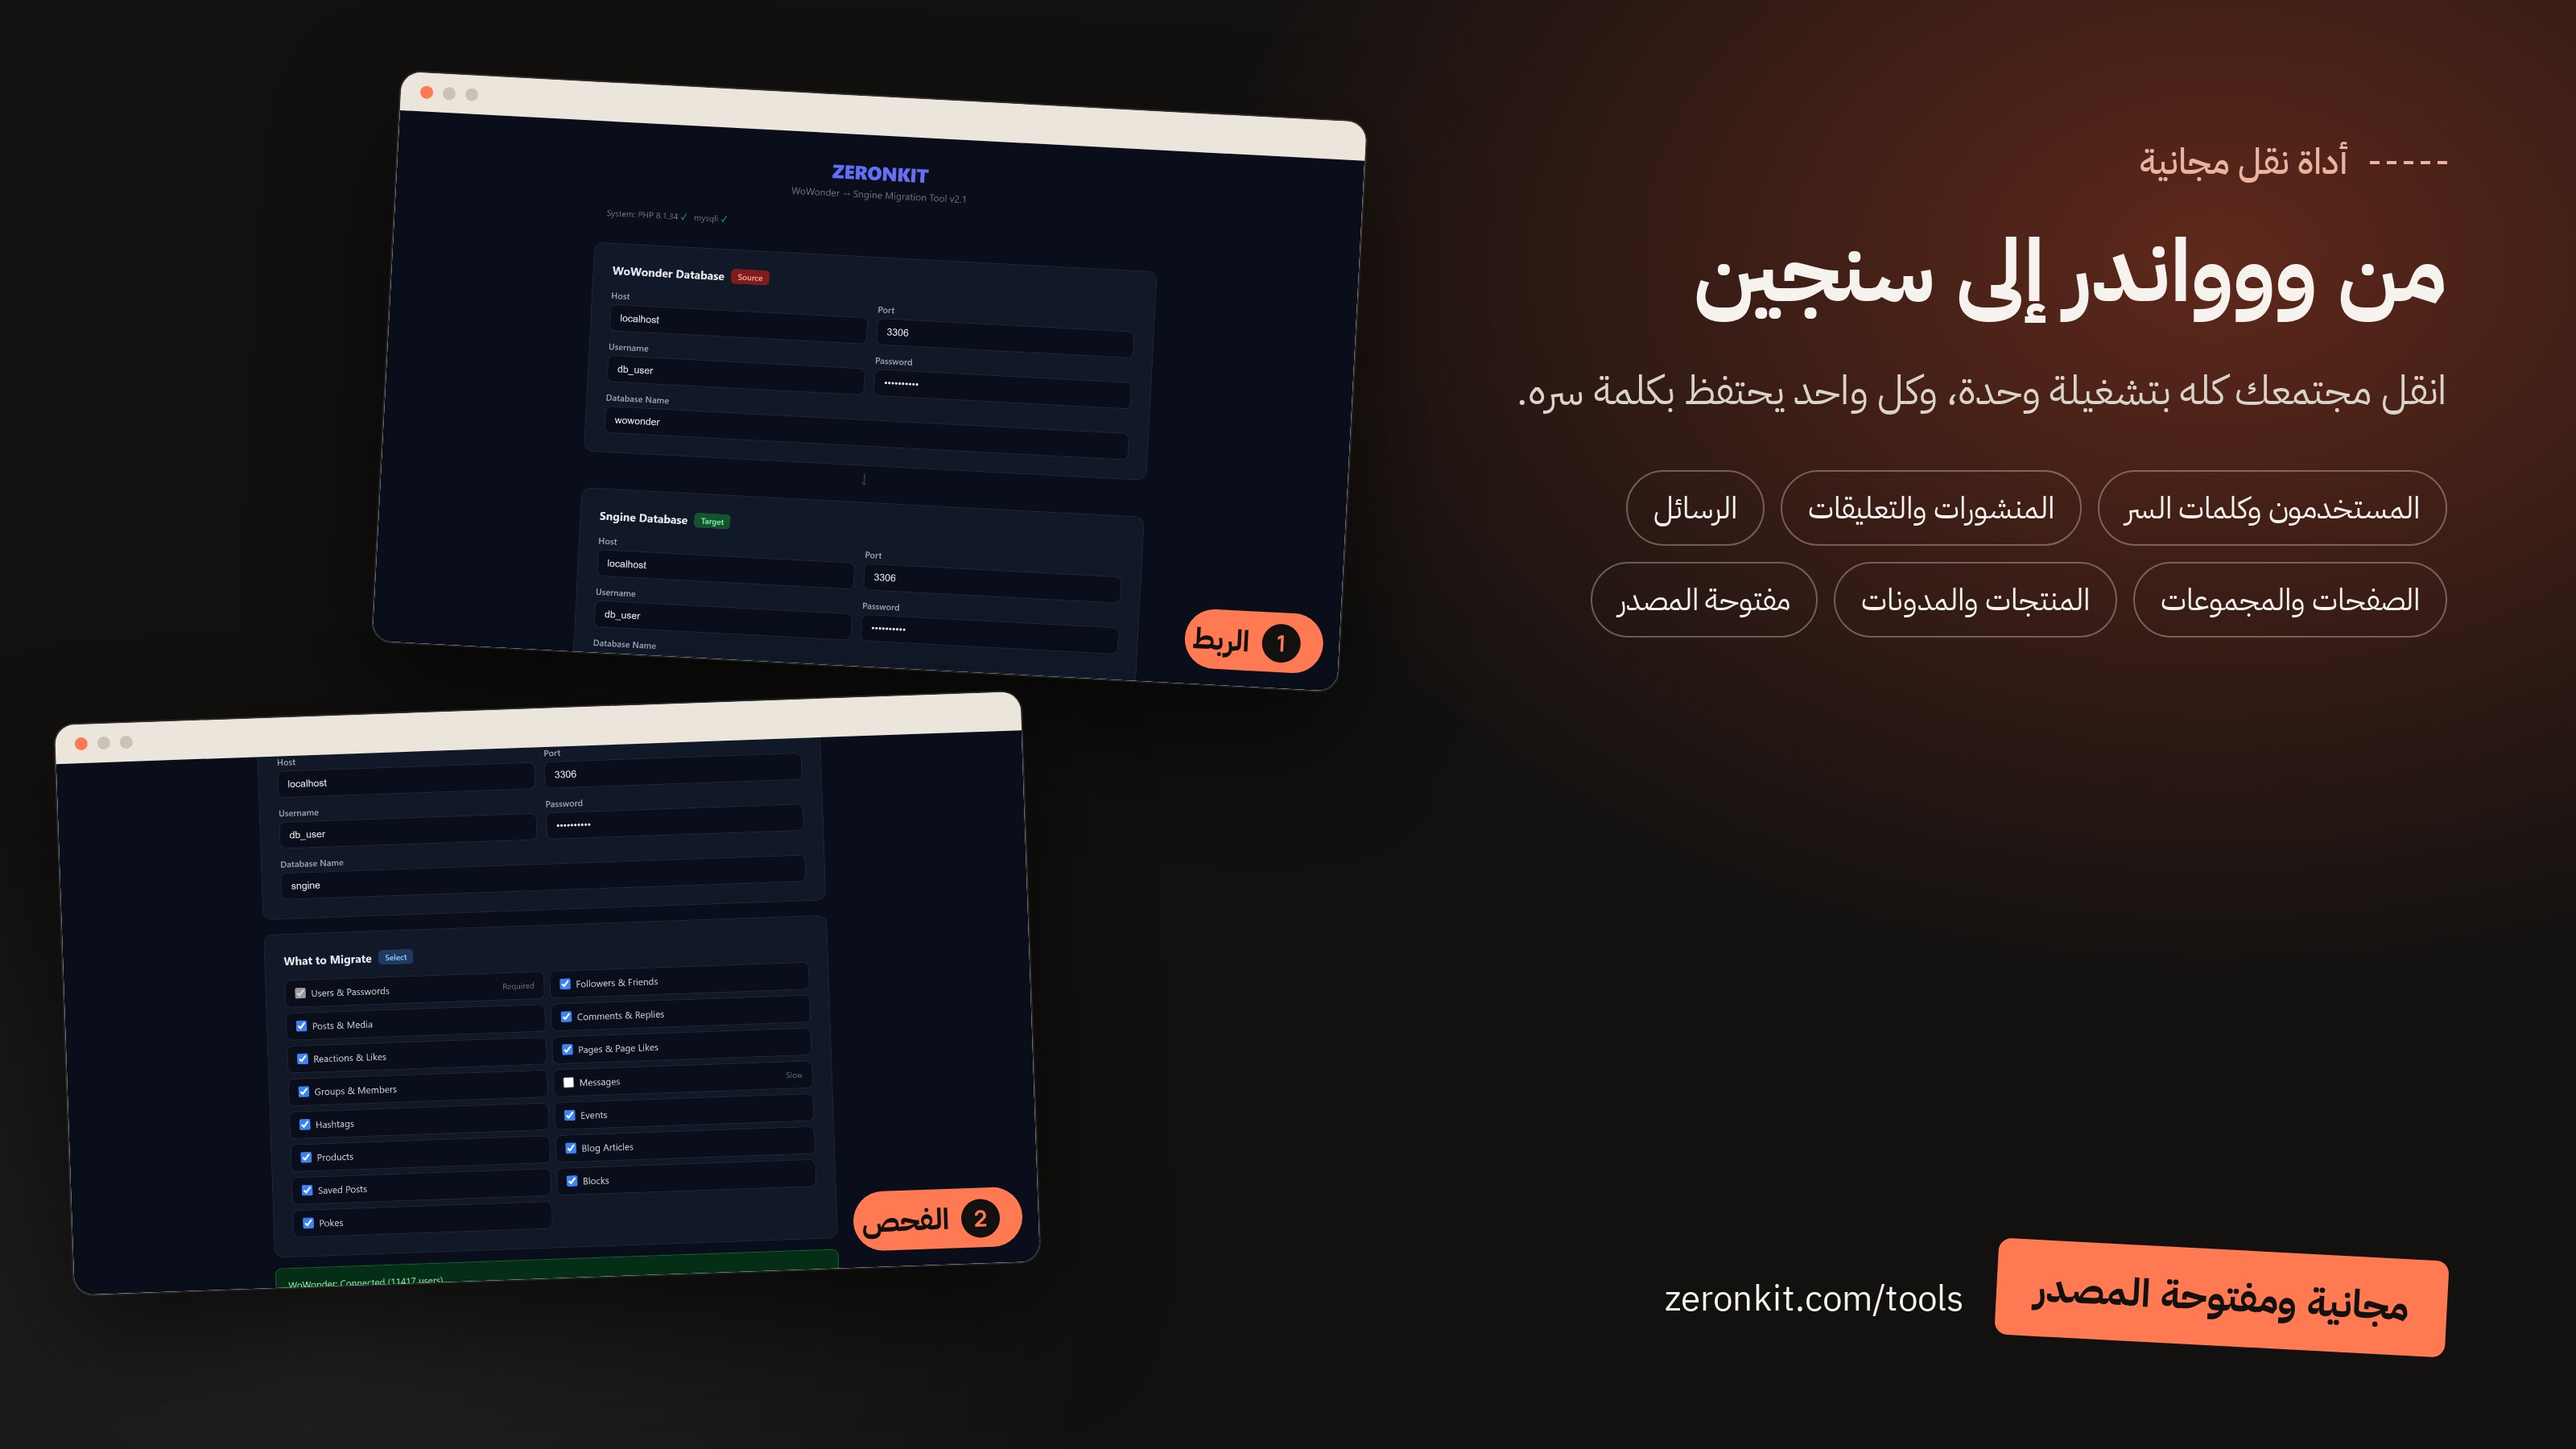 أداة نقل مجانية
من وووandر إلى سنجين
انقل مجتمعك كله بتشغيلة وحدة، وكل واحد يحتفظ بكلمة سره.
المستخدمون وكلمات السر
المنشورات والتعليقات
الرسائل
الصفحات والمجموعات
المنتجات والمدونات
مفتوحة المصدر
مجانية ومفتوحة المصدر
zeronkit.com/tools
ZERONKIT
WoWonder → Sngine Migration Tool v2.1
System: PHP 8.1.34 ✓ mysqli ✓
WoWonder Database Source
Host Port
localhost 3306
Username Password
db_user ••••••••••
Database Name
wowonder
↓
Sngine Database Target
Host Port
localhost 3306
Username Password
db_user ••••••••••
Database Name
1 الربط
Host Port
localhost 3306
Username Password
db_user ••••••••••
Database Name
sngine
What to Migrate Select
Users & Passwords Required Followers & Friends
Posts & Media Comments & Replies
Reactions & Likes Pages & Page Likes
Groups & Members Messages Slow
Hashtags Events
Products Blog Articles
Saved Posts Blocks
Pokes
WoWonder: Connected (11417 users)
2 الفحص